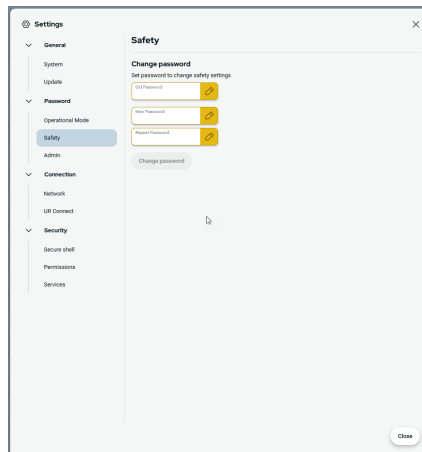 Settings
General
System
Update
Password
Operational Mode
Safety
Admin
Connection
Network
UR Connect
Security
Secure shell
Permissions
Services
Safety
Change password
Set password to change safety settings
Old Password
New Password
Repeat Password
Change password
Close